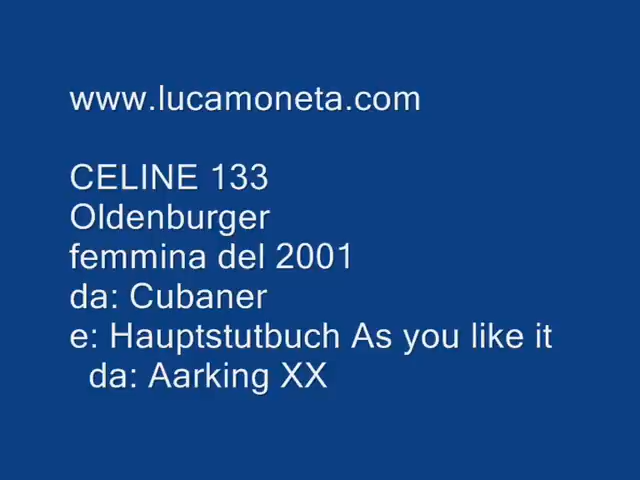 www.lucamoneta.com
CELINE 133
Oldenburger
femmina del 2001
da: Cubaner
e: Hauptstutbuch As you like it
da: Aarking XX